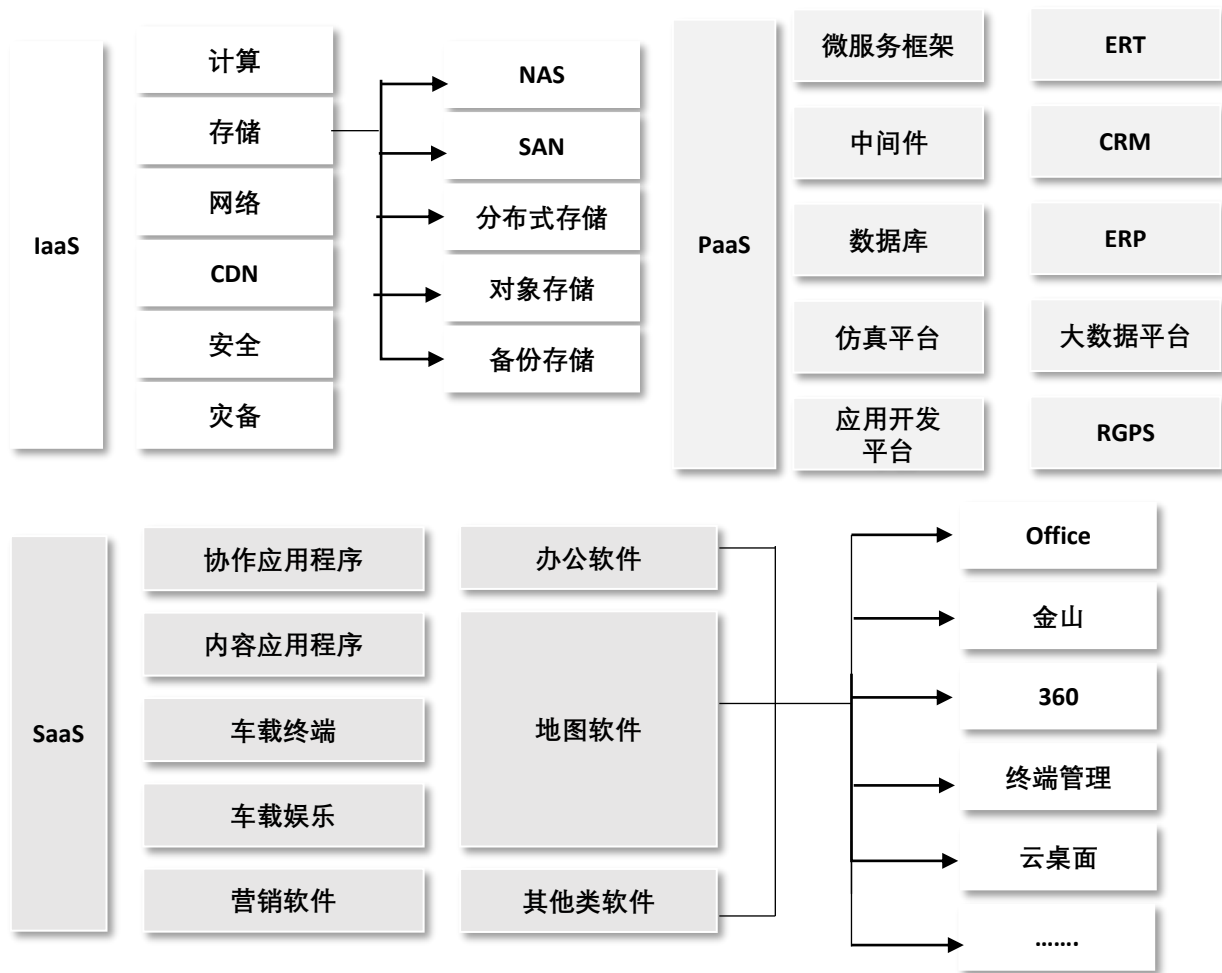 IaaS
计算
存储
网络
CDN
安全
灾备
NAS
SAN
分布式存储
对象存储
备份存储
PaaS
微服务框架
中间件
数据库
仿真平台
应用开发
平台
ERT
CRM
ERP
大数据平台
RGPS
SaaS
协作应用程序
内容应用程序
车载终端
车载娱乐
营销软件
办公软件
地图软件
其他类软件
Office
金山
360
终端管理
云桌面
…….